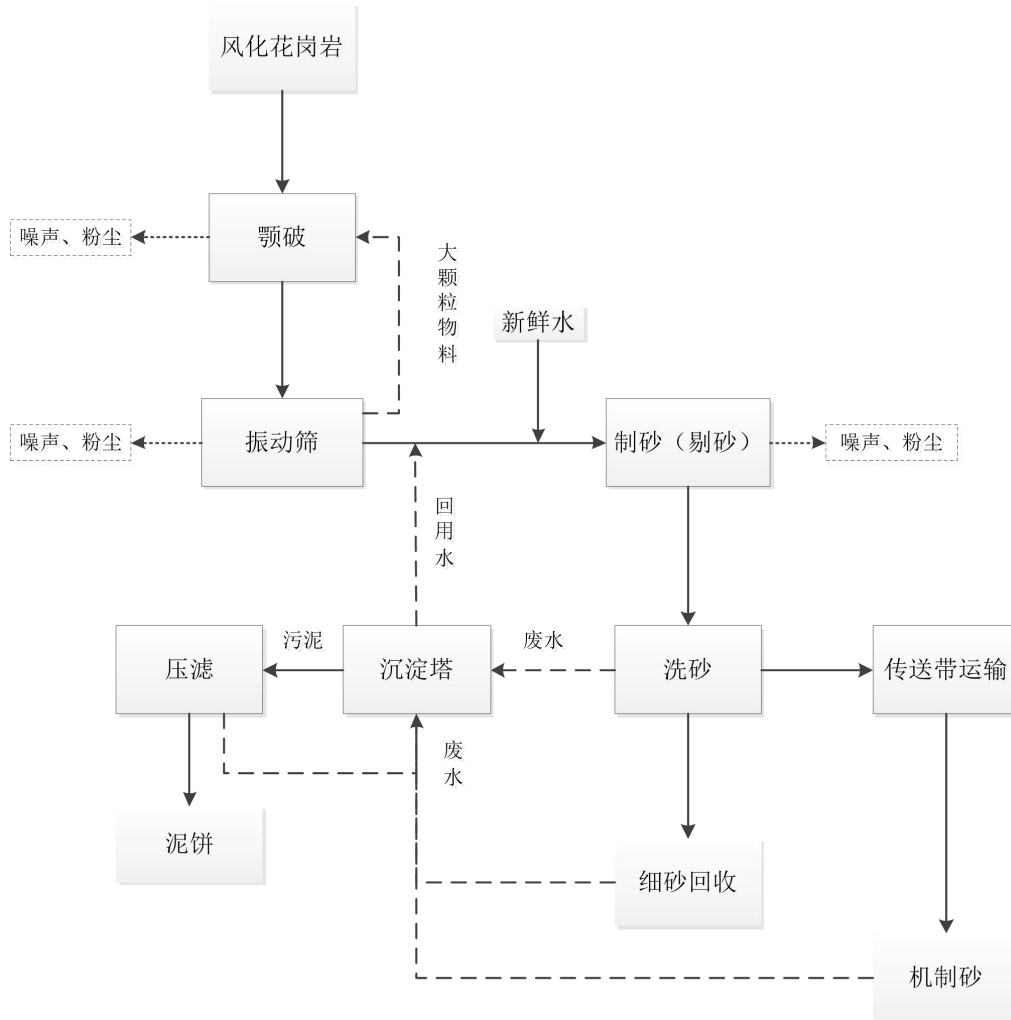 风化花岗岩
噪声、粉尘
颚破
大颗粒物料
新鲜水
噪声、粉尘
振动筛
制砂（剔砂）
噪声、粉尘
回用水
压滤
污泥
沉淀塔
废水
洗砂
传送带运输
废水
泥饼
细砂回收
机制砂